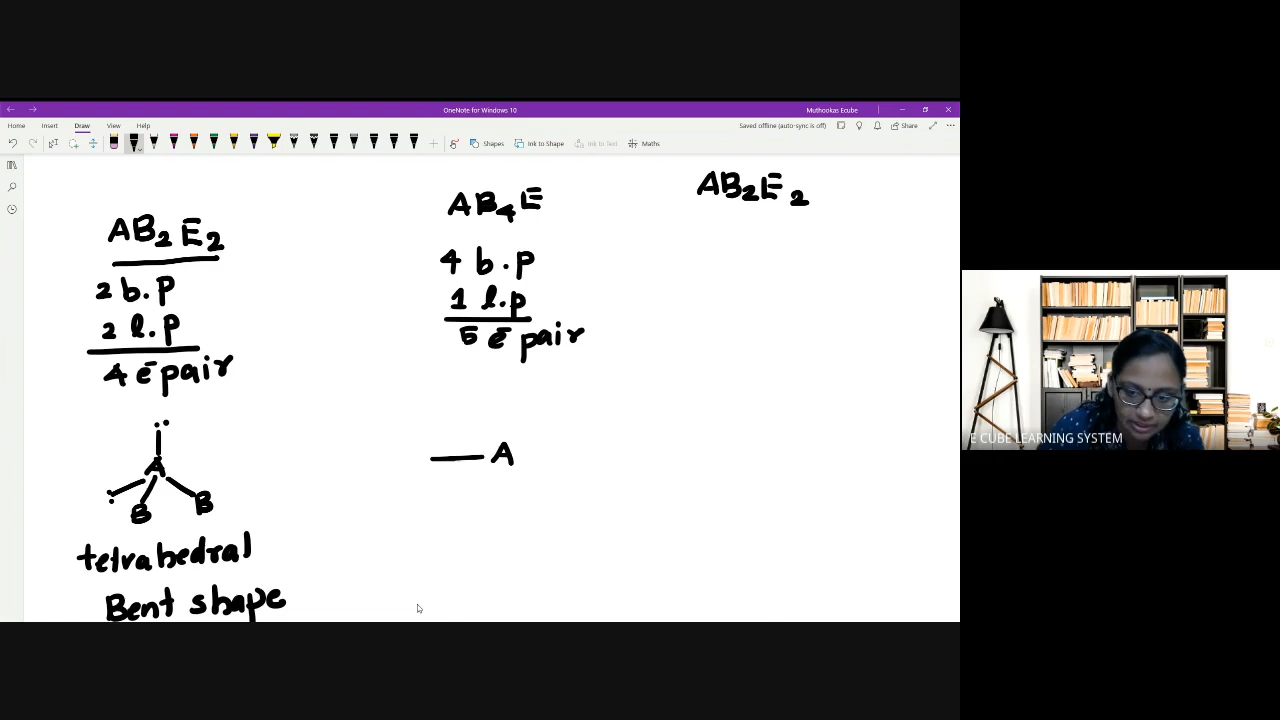 OneNote for Windows 10
Muthookas Ecube
Home Insert Draw View Help
Saved offline (auto-sync is off)
Share
Shapes
Ink to Shape
Ink to Text
Maths
AB2E2
2 b.p
2 l.p
4 ē pair
A
B B
tetrahedral
Bent shape
AB4E
4 b.p
1 l.p
5 ē pair
A
AB2E2
E CUBE LEARNING SYSTEM